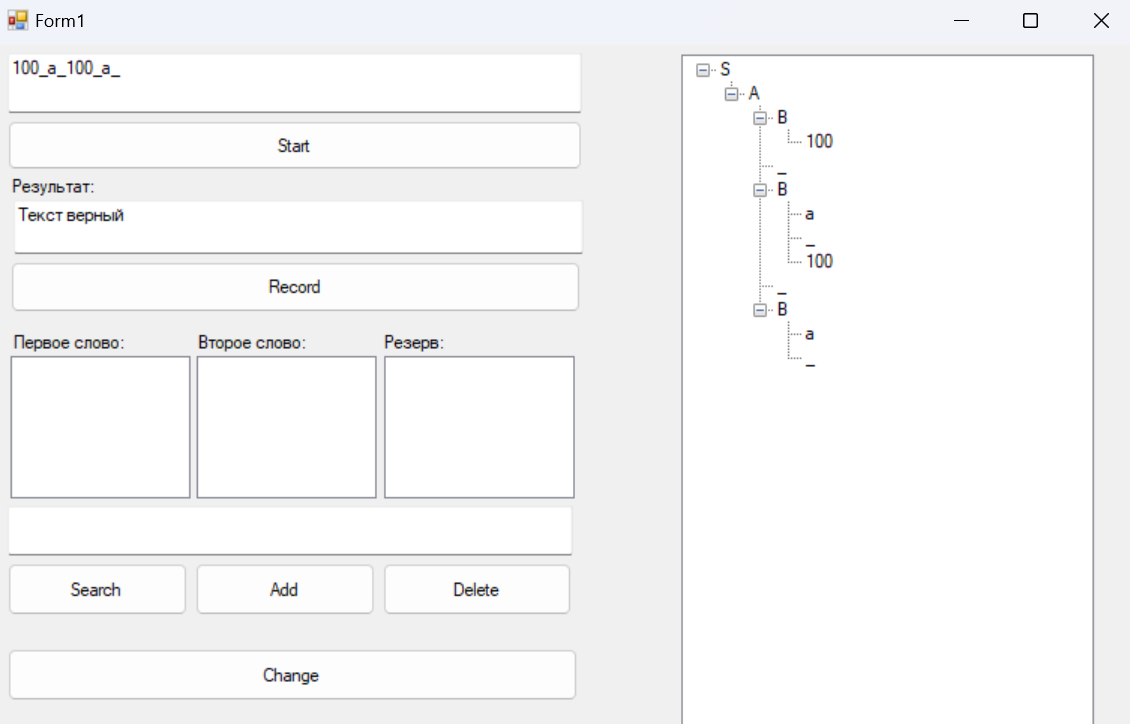 Form1
100_a_100_a_
Start
Результат:
Текст верный
Record
Первое слово: Второе слово: Резерв:
Search Add Delete
Change
S
A
B
100
_
B
a
_
100
_
B
a
_